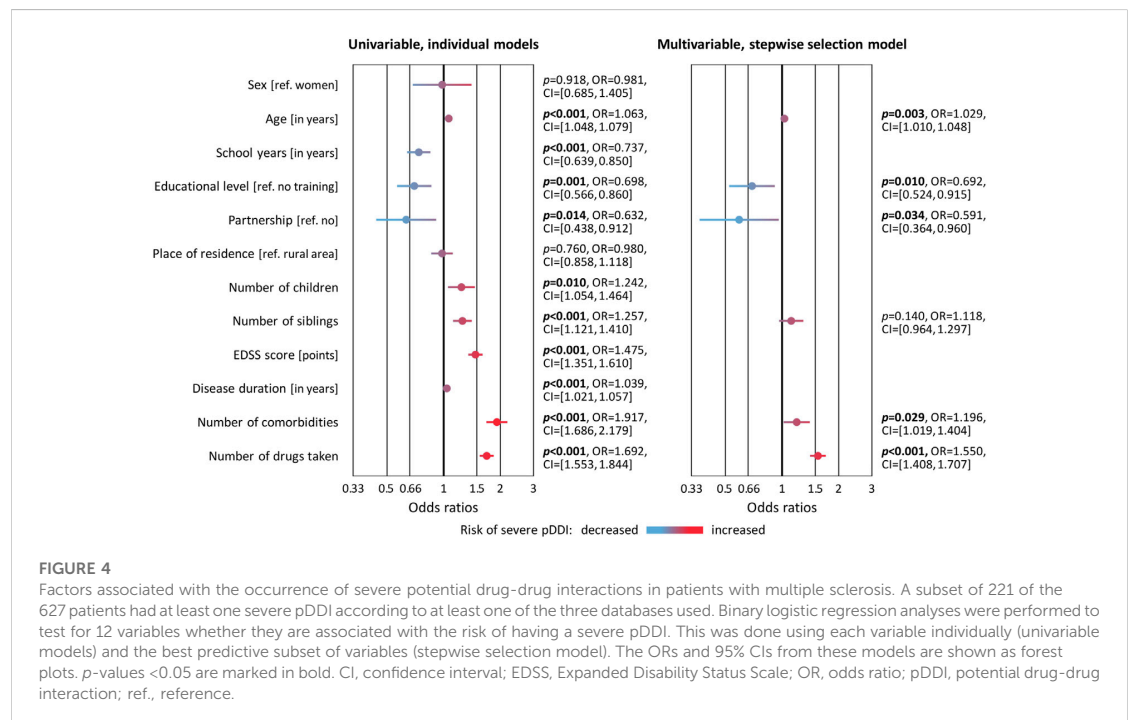 Univariable, individual models
Multivariable, stepwise selection model
Sex [ref. women]
p=0.918, OR=0.981,
CI=[0.685, 1.405]
Age [in years]
p<0.001, OR=1.063,
CI=[1.048, 1.079]
p=0.003, OR=1.029,
CI=[1.010, 1.048]
School years [in years]
p<0.001, OR=0.737,
CI=[0.639, 0.850]
Educational level [ref. no training]
p=0.001, OR=0.698,
CI=[0.566, 0.860]
p=0.010, OR=0.692,
CI=[0.524, 0.915]
Partnership [ref. no]
p=0.014, OR=0.632,
CI=[0.438, 0.912]
p=0.034, OR=0.591,
CI=[0.364, 0.960]
Place of residence [ref. rural area]
p=0.760, OR=0.980,
CI=[0.858, 1.118]
Number of children
p=0.010, OR=1.242,
CI=[1.054, 1.464]
Number of siblings
p<0.001, OR=1.257,
CI=[1.121, 1.410]
p=0.140, OR=1.118,
CI=[0.964, 1.297]
EDSS score [points]
p<0.001, OR=1.475,
CI=[1.351, 1.610]
Disease duration [in years]
p<0.001, OR=1.039,
CI=[1.021, 1.057]
Number of comorbidities
p<0.001, OR=1.917,
CI=[1.686, 2.179]
p=0.029, OR=1.196,
CI=[1.019, 1.404]
Number of drugs taken
p<0.001, OR=1.692,
CI=[1.553, 1.844]
p<0.001, OR=1.550,
CI=[1.408, 1.707]
0.33 0.5 0.66 1 1.5 2 3
0.33 0.5 0.66 1 1.5 2 3
Odds ratios
Odds ratios
Risk of severe pDDI: decreased increased
FIGURE 4
Factors associated with the occurrence of severe potential drug-drug interactions in patients with multiple sclerosis. A subset of 221 of the
627 patients had at least one severe pDDI according to at least one of the three databases used. Binary logistic regression analyses were performed to
test for 12 variables whether they are associated with the risk of having a severe pDDI. This was done using each variable individually (univariable
models) and the best predictive subset of variables (stepwise selection model). The ORs and 95% CIs from these models are shown as forest
plots. p-values <0.05 are marked in bold. CI, confidence interval; EDSS, Expanded Disability Status Scale; OR, odds ratio; pDDI, potential drug-drug
interaction; ref., reference.